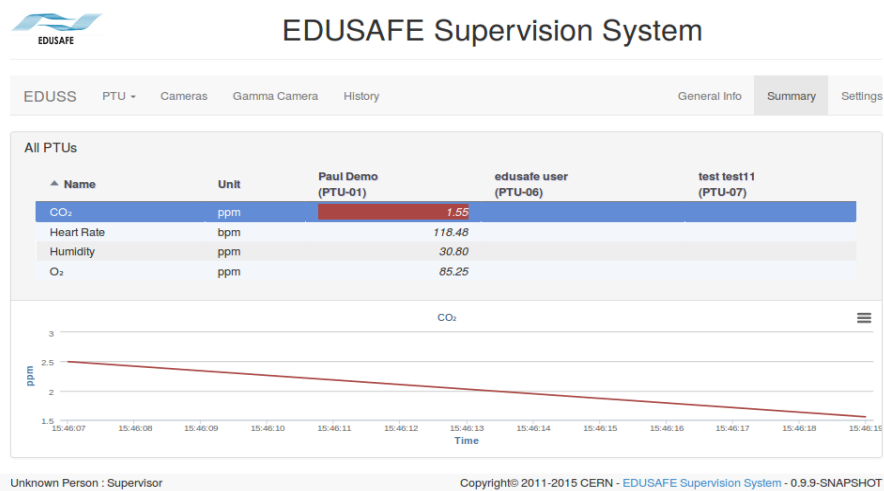 EDUSAFE
EDUSAFE Supervision System
EDUSS PTU Cameras Gamma Camera History General Info Summary Settings
All PTUs
Name Unit Paul Demo (PTU-01) edusafe user (PTU-06) test test11 (PTU-07)
CO₂ ppm 1.55
Heart Rate bpm 118.48
Humidity ppm 30.80
O₂ ppm 85.25
CO₂
3
2.5
2
1.5
ppm
15:46:07 15:46:08 15:46:09 15:46:10 15:46:11 15:46:12 15:46:13 15:46:14 15:46:15 15:46:16 15:46:17 15:46:18 15:46:19
Time
Unknown Person : Supervisor Copyright© 2011-2015 CERN - EDUSAFE Supervision System - 0.9.9-SNAPSHOT